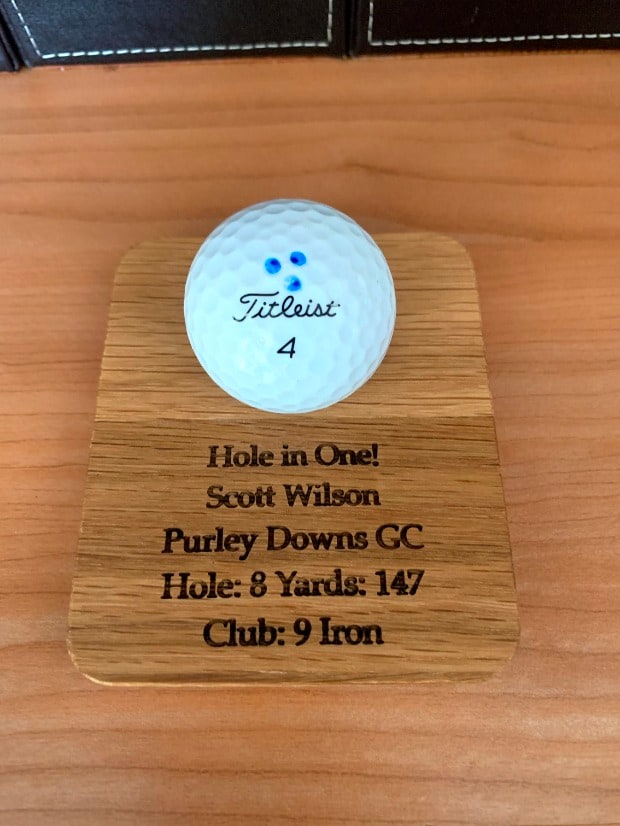 Titleist
4
Hole in One!
Scott Wilson
Purley Downs GC
Hole: 8 Yards: 147
Club: 9 Iron